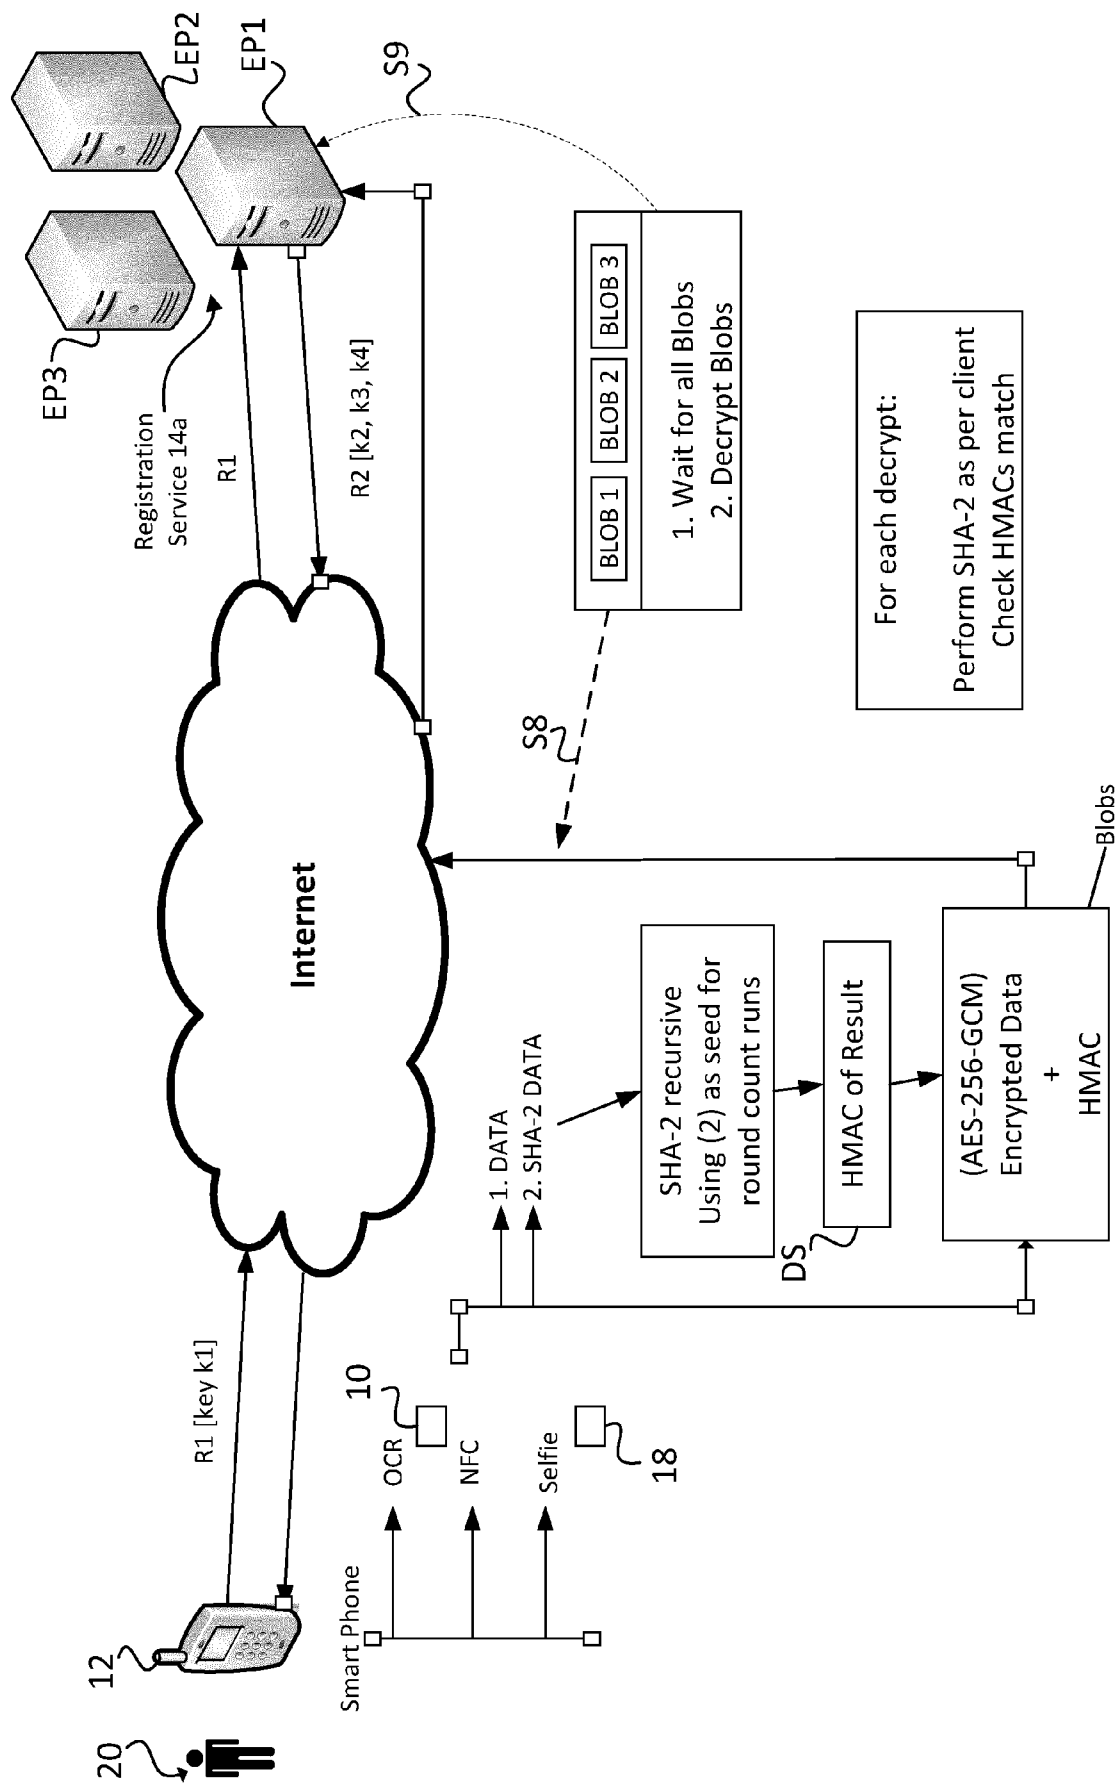 20
12
R1 [key k1]
Internet
R1
R2 [k2, k3, k4]
Registration
Service 14a
EP3
EP2
EP1
S9
Smart Phone
OCR
NFC
Selfie
10
18
1. DATA
2. SHA-2 DATA
SHA-2 recursive
Using (2) as seed for
round count runs
DS
HMAC of Result
(AES-256-GCM)
Encrypted Data
+
HMAC
Blobs
S8
BLOB 1
BLOB 2
BLOB 3
1. Wait for all Blobs
2. Decrypt Blobs
For each decrypt:
Perform SHA-2 as per client
Check HMACs match